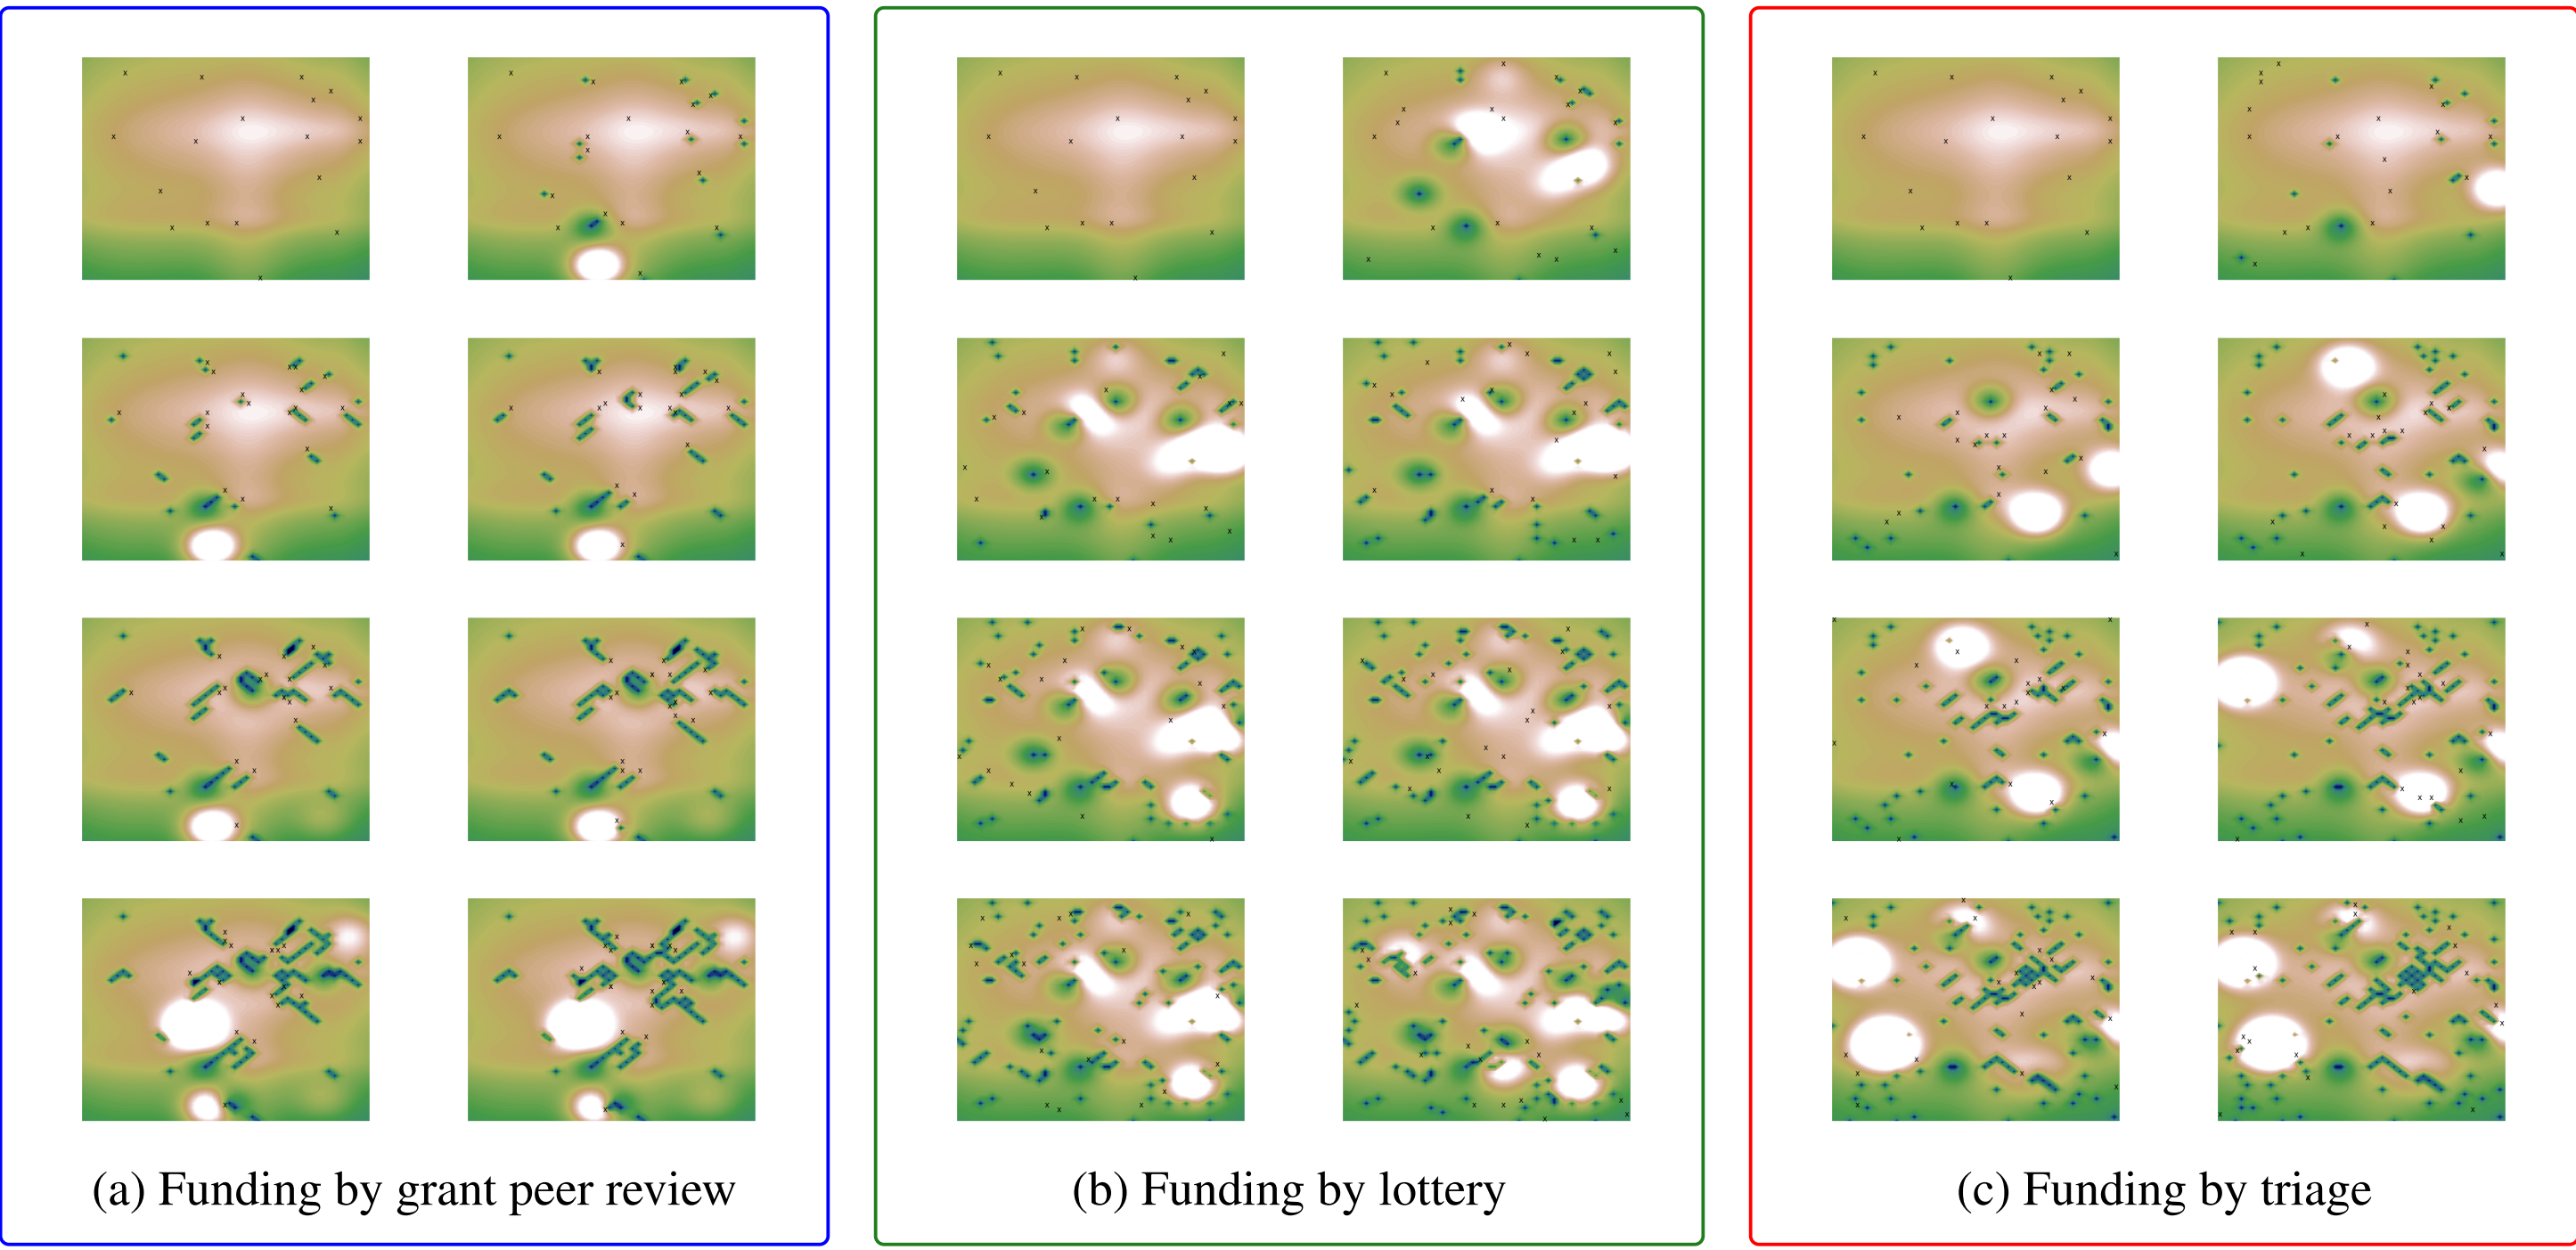 (a) Funding by grant peer review
(b) Funding by lottery
(c) Funding by triage